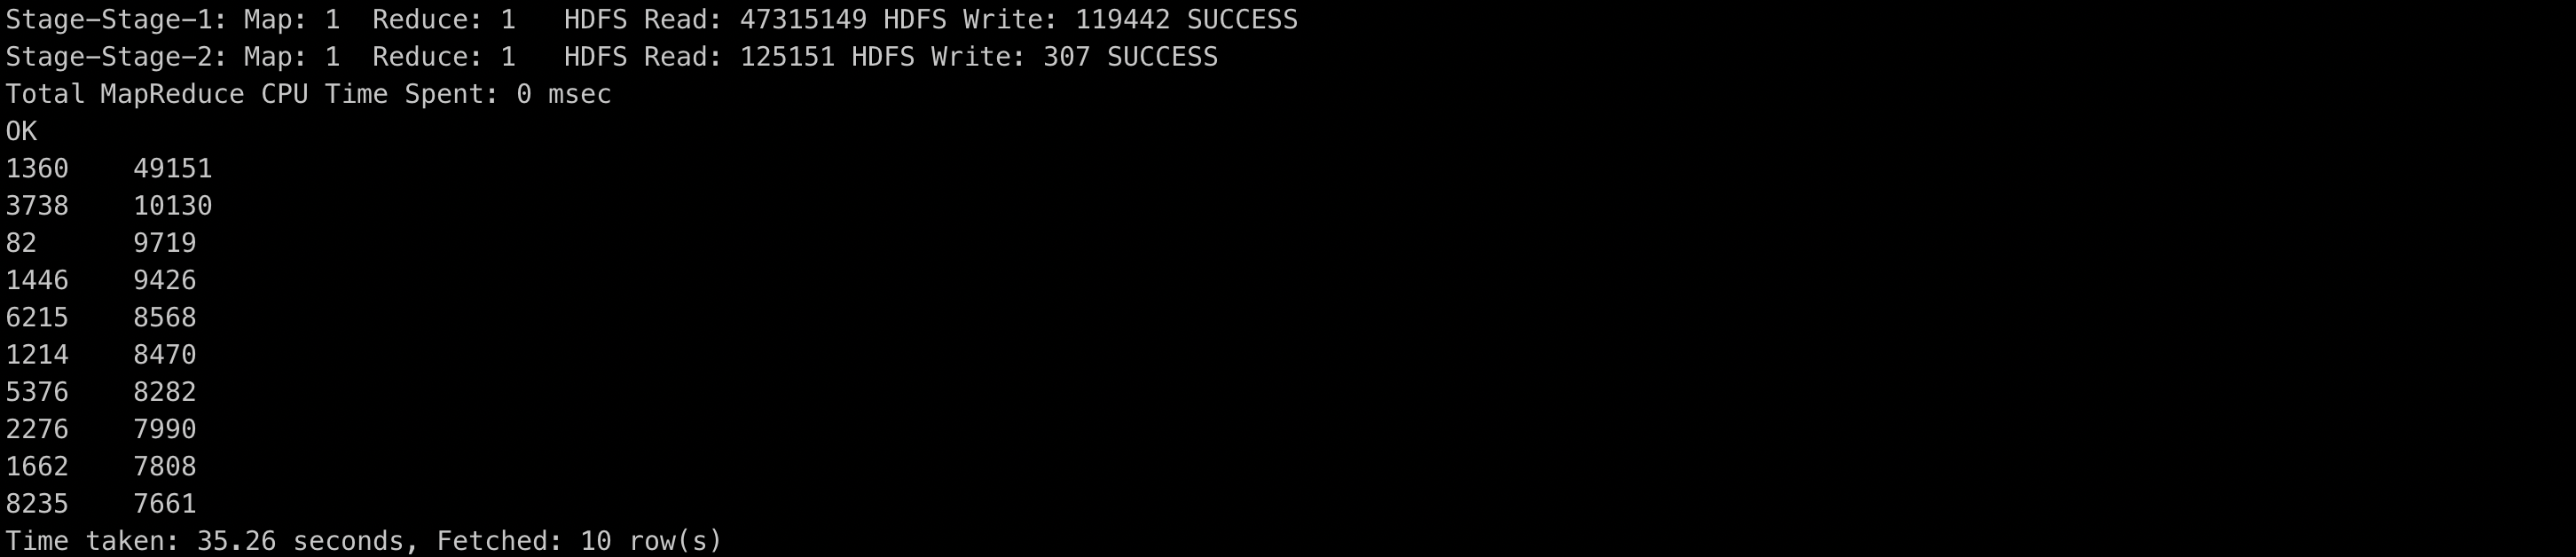 Stage-Stage-1: Map: 1  Reduce: 1   HDFS Read: 47315149 HDFS Write: 119442 SUCCESS
Stage-Stage-2: Map: 1  Reduce: 1   HDFS Read: 125151 HDFS Write: 307 SUCCESS
Total MapReduce CPU Time Spent: 0 msec
OK
1360    49151
3738    10130
82      9719
1446    9426
6215    8568
1214    8470
5376    8282
2276    7990
1662    7808
8235    7661
Time taken: 35.26 seconds, Fetched: 10 row(s)